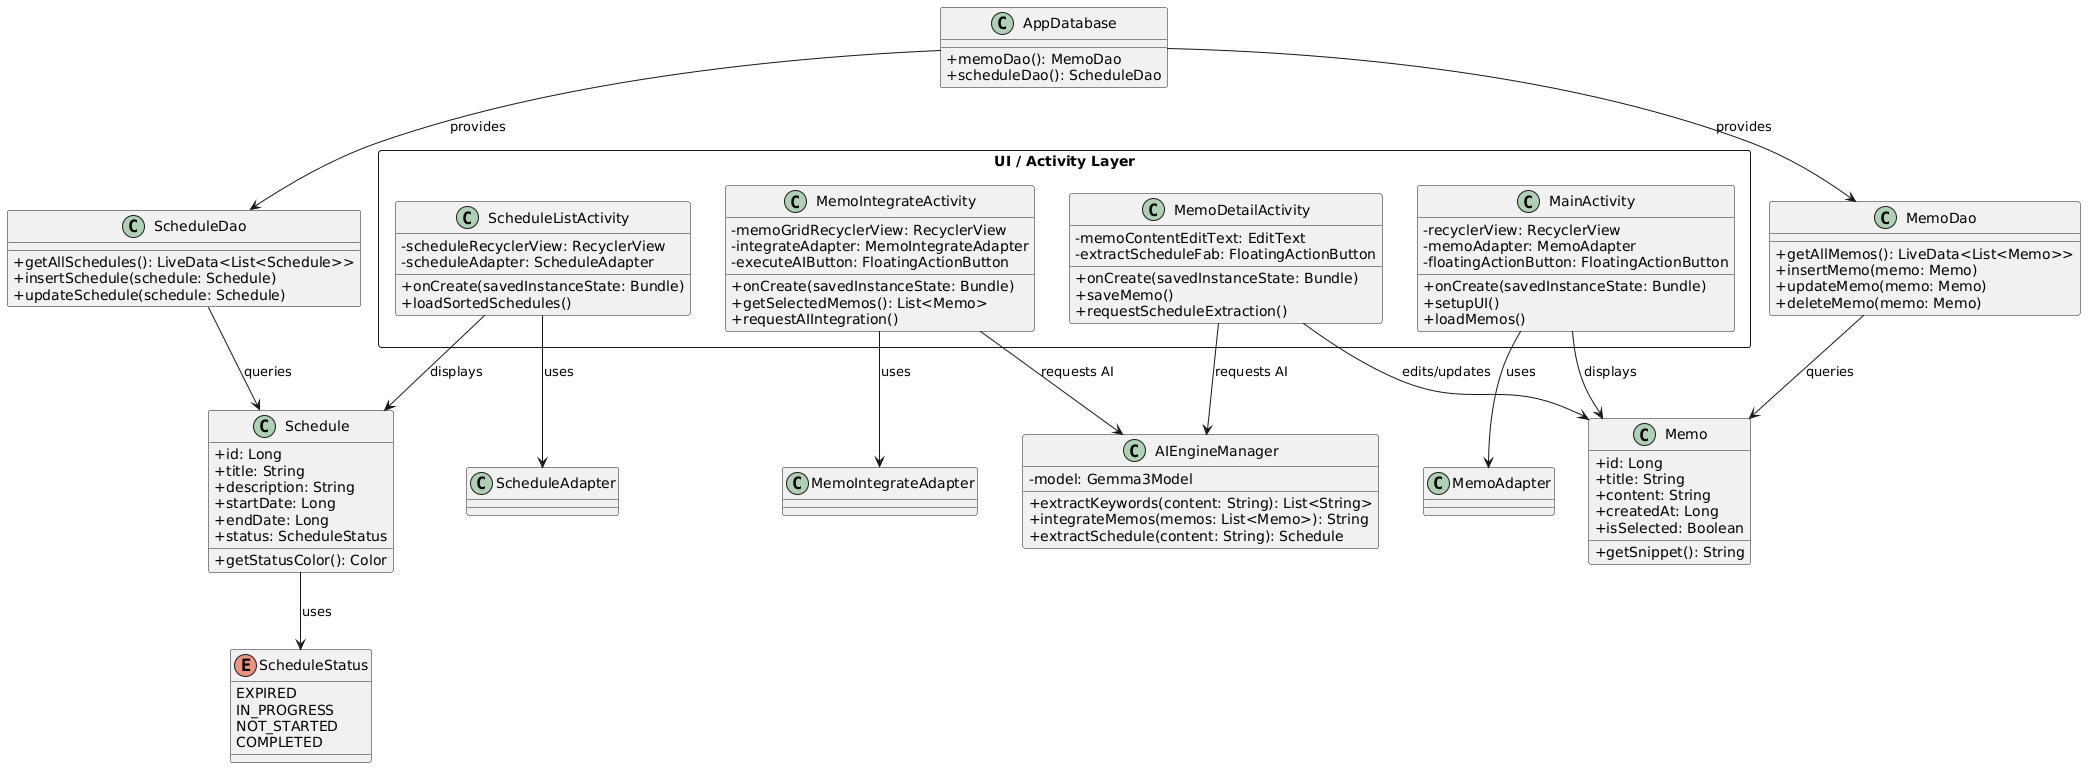 C AppDatabase
+memoDao(): MemoDao
+scheduleDao(): ScheduleDao
provides
provides
UI / Activity Layer
C ScheduleDao
+getAllSchedules(): LiveData<List<Schedule>>
+insertSchedule(schedule: Schedule)
+updateSchedule(schedule: Schedule)
C ScheduleListActivity
-scheduleRecyclerView: RecyclerView
-scheduleAdapter: ScheduleAdapter
+onCreate(savedInstanceState: Bundle)
+loadSortedSchedules()
C MemoIntegrateActivity
-memoGridRecyclerView: RecyclerView
-integrateAdapter: MemoIntegrateAdapter
-executeAIButton: FloatingActionButton
+onCreate(savedInstanceState: Bundle)
+getSelectedMemos(): List<Memo>
+requestAIIntegration()
C MemoDetailActivity
-memoContentEditText: EditText
-extractScheduleFab: FloatingActionButton
+onCreate(savedInstanceState: Bundle)
+saveMemo()
+requestScheduleExtraction()
C MainActivity
-recyclerView: RecyclerView
-memoAdapter: MemoAdapter
-floatingActionButton: FloatingActionButton
+onCreate(savedInstanceState: Bundle)
+setupUI()
+loadMemos()
C MemoDao
+getAllMemos(): LiveData<List<Memo>>
+insertMemo(memo: Memo)
+updateMemo(memo: Memo)
+deleteMemo(memo: Memo)
queries
displays
uses
uses
requests AI
requests AI
edits/updates
uses
displays
queries
C Schedule
+id: Long
+title: String
+description: String
+startDate: Long
+endDate: Long
+status: ScheduleStatus
+getStatusColor(): Color
C ScheduleAdapter
C MemoIntegrateAdapter
C AIEngineManager
-model: Gemma3Model
+extractKeywords(content: String): List<String>
+integrateMemos(memos: List<Memo>): String
+extractSchedule(content: String): Schedule
C MemoAdapter
C Memo
+id: Long
+title: String
+content: String
+createdAt: Long
+isSelected: Boolean
+getSnippet(): String
uses
E ScheduleStatus
EXPIRED
IN_PROGRESS
NOT_STARTED
COMPLETED